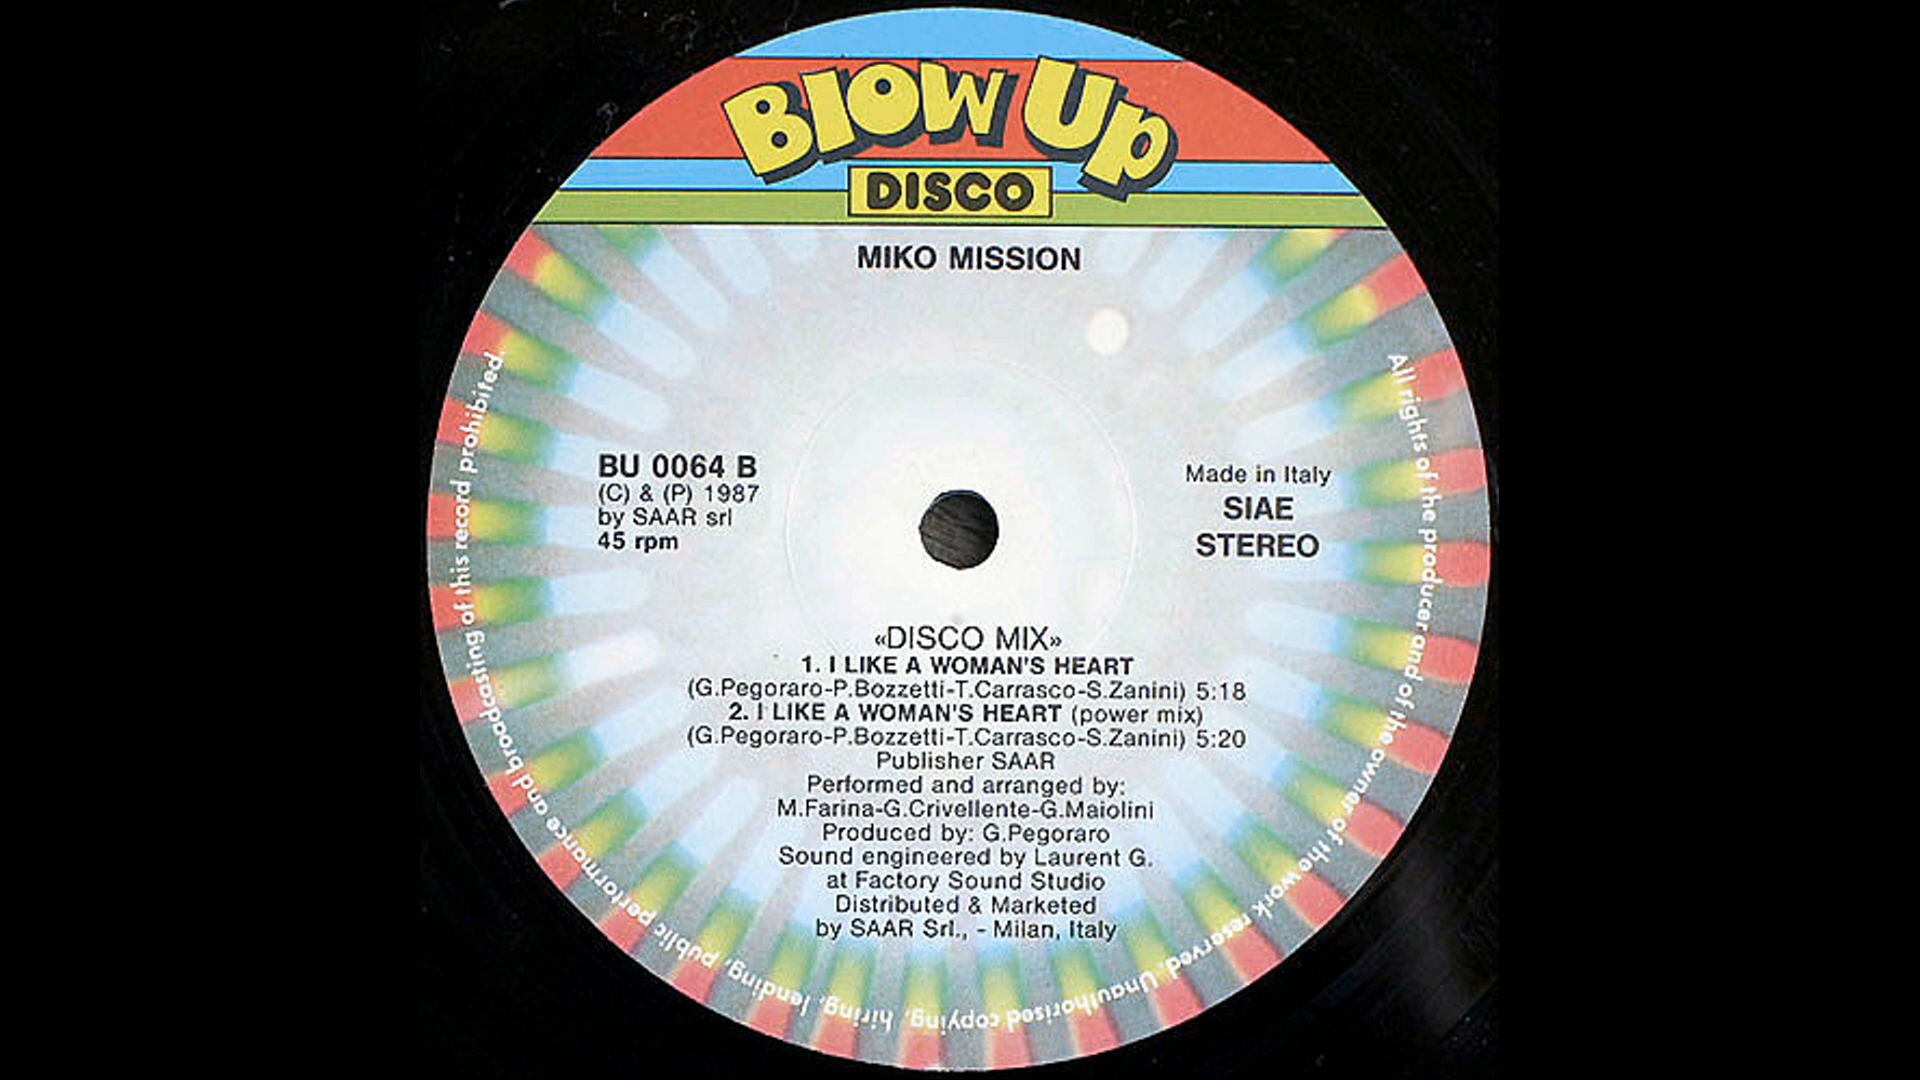 Blow Up
DISCO
MIKO MISSION
BU 0064 B
(C) & (P) 1987
by SAAR srl
45 rpm
Made in Italy
SIAE
STEREO
«DISCO MIX»
1. I LIKE A WOMAN'S HEART
(G.Pegoraro-P.Bozzetti-T.Carrasco-S.Zanini) 5:18
2. I LIKE A WOMAN'S HEART (power mix)
(G.Pegoraro-P.Bozzetti-T.Carrasco-S.Zanini) 5:20
Publisher SAAR
Performed and arranged by:
M.Farina-G.Crivellente-G.Maiolini
Produced by: G.Pegoraro
Sound engineered by Laurent G.
at Factory Sound Studio
Distributed & Marketed
by SAAR Srl., - Milan, Italy
All rights of the producer and of the owner of the work reserved. Unauthorised copying, hiring, lending, public performance and broadcasting of this record prohibited.